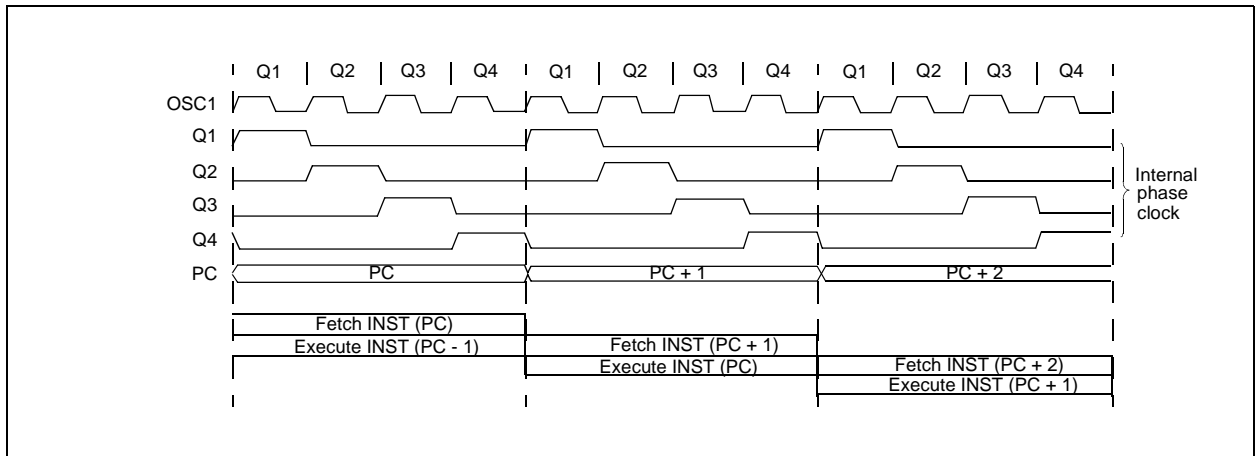 Q1 Q2 Q3 Q4 Q1 Q2 Q3 Q4 Q1 Q2 Q3 Q4
OSC1
Q1
Q2
Q3
Q4
Internal
phase
clock
PC PC PC + 1 PC + 2
Fetch INST (PC)
Execute INST (PC - 1) Fetch INST (PC + 1)
Execute INST (PC) Fetch INST (PC + 2)
Execute INST (PC + 1)